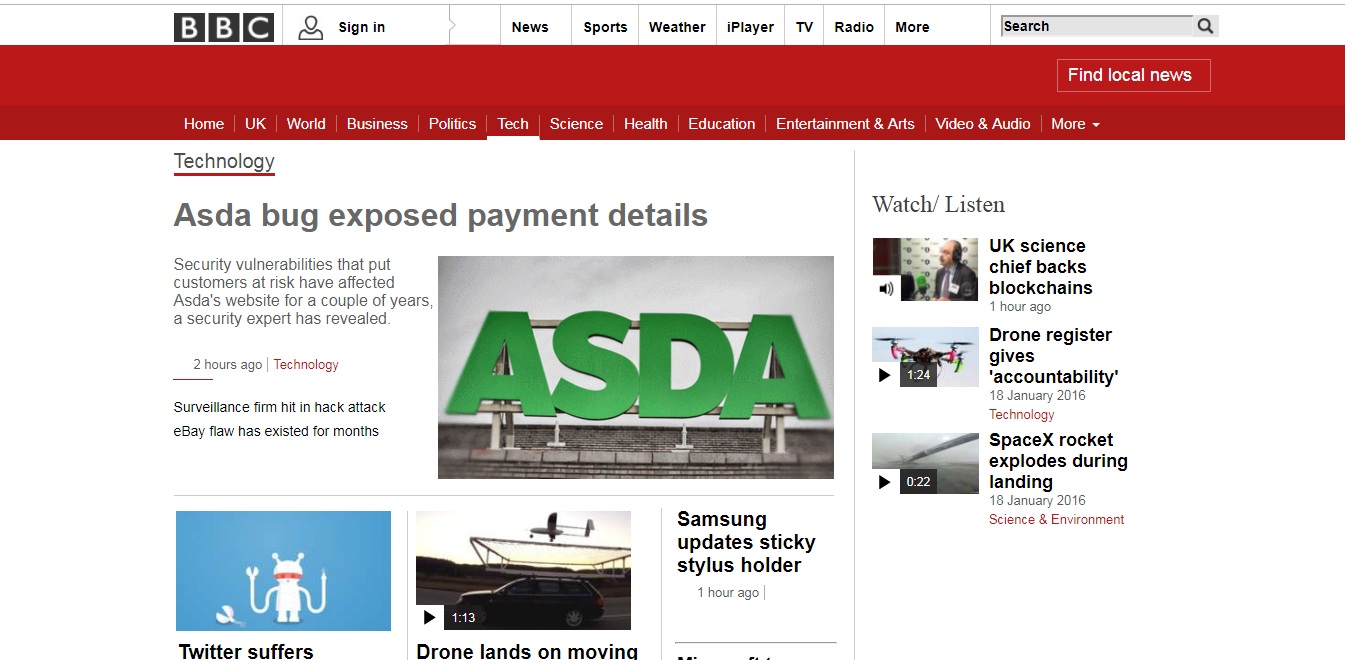 BBC
Sign in
News
Sports
Weather
iPlayer
TV
Radio
More
Search
Find local news
Home
UK
World
Business
Politics
Tech
Science
Health
Education
Entertainment & Arts
Video & Audio
More
Technology
Asda bug exposed payment details
Security vulnerabilities that put
customers at risk have affected
Asda's website for a couple of years,
a security expert has revealed.
2 hours ago
Technology
Surveillance firm hit in hack attack
eBay flaw has existed for months
ASDA
Twitter suffers
1:13
Drone lands on moving
Samsung
updates sticky
stylus holder
1 hour ago
Watch/ Listen
UK science
chief backs
blockchains
1 hour ago
1:24
Drone register
gives
'accountability'
18 January 2016
Technology
0:22
SpaceX rocket
explodes during
landing
18 January 2016
Science & Environment